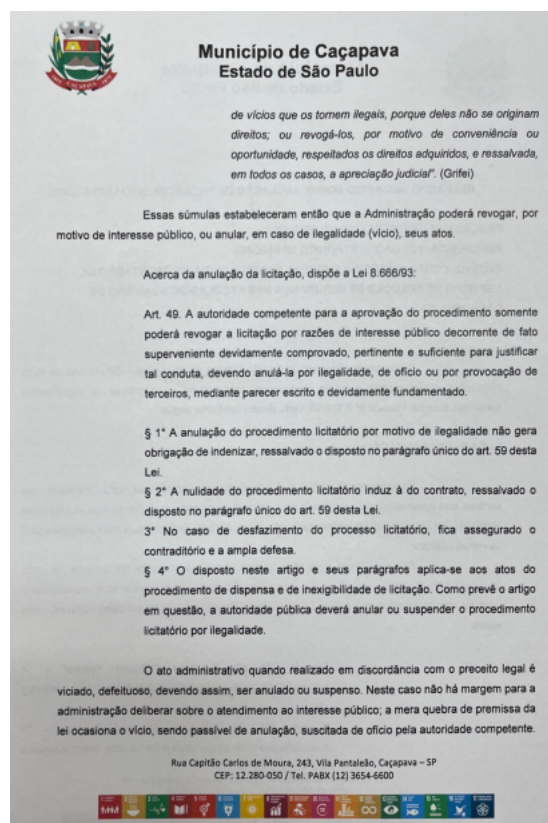 Município de Caçapava
Estado de São Paulo
de vícios que os tornem ilegais, porque deles não se originam
direitos; ou revogá-los, por motivo de conveniência ou
oportunidade, respeitados os direitos adquiridos, e ressalvada,
em todos os casos, a apreciação judicial". (Grifei)
Essas súmulas estabeleceram então que a Administração poderá revogar, por
motivo de interesse público, ou anular, em caso de ilegalidade (vício), seus atos.
Acerca da anulação da licitação, dispõe a Lei 8.666/93:
Art. 49. A autoridade competente para a aprovação do procedimento somente
poderá revogar a licitação por razões de interesse público decorrente de fato
superveniente devidamente comprovado, pertinente e suficiente para justificar
tal conduta, devendo anulá-la por ilegalidade, de ofício ou por provocação de
terceiros, mediante parecer escrito e devidamente fundamentado.
§ 1° A anulação do procedimento licitatório por motivo de ilegalidade não gera
obrigação de indenizar, ressalvado o disposto no parágrafo único do art. 59 desta
Lei.
§ 2° A nulidade do procedimento licitatório induz á do contrato, ressalvado o
disposto no parágrafo único do art. 59 desta Lei.
3° No caso de desfazimento do processo licitatório, fica assegurado o
contraditório e a ampla defesa.
§ 4° O disposto neste artigo e seus parágrafos aplica-se aos atos do
procedimento de dispensa e de inexigibilidade de licitação. Como prevê o artigo
em questão, a autoridade pública deverá anular ou suspender o procedimento
licitatório por ilegalidade.
O ato administrativo quando realizado em discordância com o preceito legal é
viciado, defeituoso, devendo assim, ser anulado ou suspenso. Neste caso não há margem para a
administração deliberar sobre o atendimento ao interesse público; a mera quebra de premissa da
lei ocasiona o vício, sendo passível de anulação, suscitada de ofício pela autoridade competente.
Rua Capitão Carlos de Moura, 243, Vila Pantaleão, Caçapava – SP
CEP: 12.280-050 / Tel. PABX (12) 3654-6600